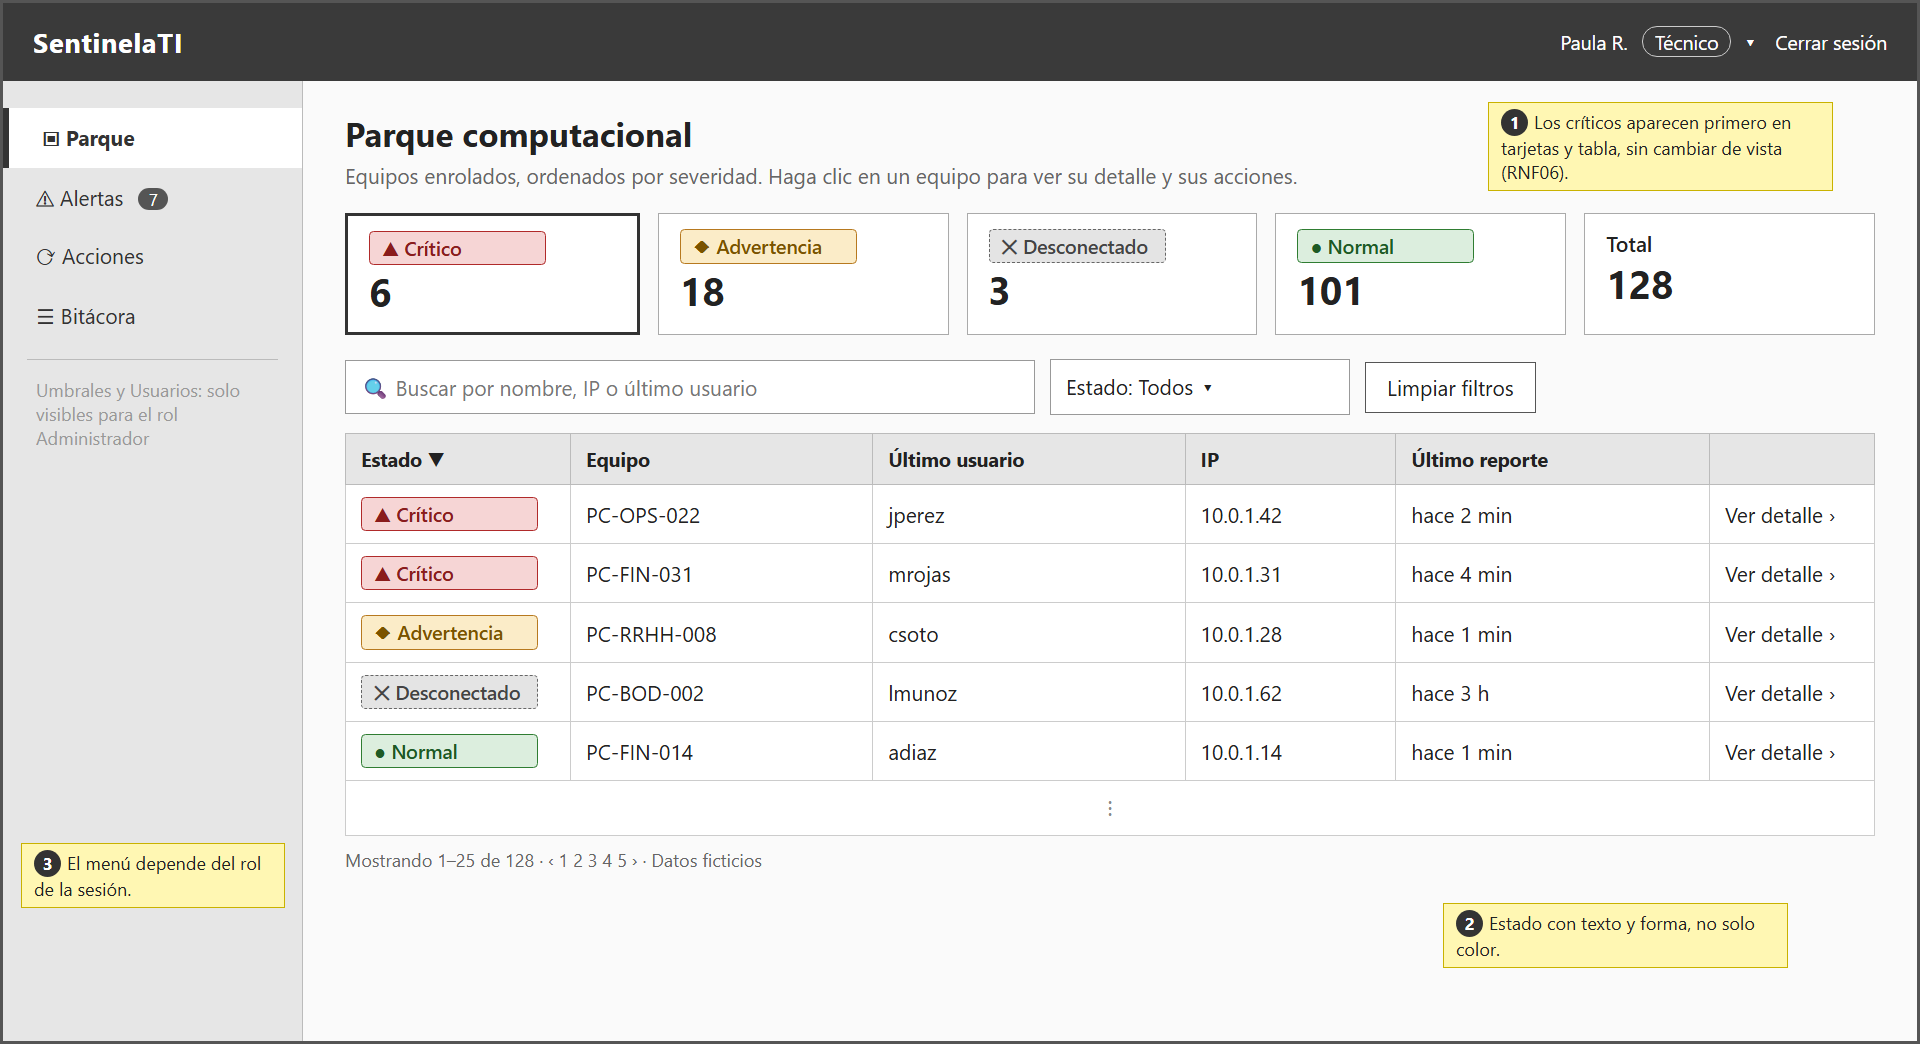 SentinelaTI
Paula R. Técnico ▾ Cerrar sesión
Parque
Alertas 7
Acciones
Bitácora
Umbrales y Usuarios: solo
visibles para el rol
Administrador
3 El menú depende del rol
de la sesión.
Parque computacional
Equipos enrolados, ordenados por severidad. Haga clic en un equipo para ver su detalle y sus acciones.
1 Los críticos aparecen primero en
tarjetas y tabla, sin cambiar de vista
(RNF06).
▲ Crítico
6
◆ Advertencia
18
✕ Desconectado
3
● Normal
101
Total
128
Buscar por nombre, IP o último usuario
Estado: Todos ▾
Limpiar filtros
Estado ▼ Equipo Último usuario IP Último reporte
▲ Crítico PC-OPS-022 jperez 10.0.1.42 hace 2 min Ver detalle ›
▲ Crítico PC-FIN-031 mrojas 10.0.1.31 hace 4 min Ver detalle ›
◆ Advertencia PC-RRHH-008 csoto 10.0.1.28 hace 1 min Ver detalle ›
✕ Desconectado PC-BOD-002 lmunoz 10.0.1.62 hace 3 h Ver detalle ›
● Normal PC-FIN-014 adiaz 10.0.1.14 hace 1 min Ver detalle ›
⋮
Mostrando 1–25 de 128 · ‹ 1 2 3 4 5 › · Datos ficticios
2 Estado con texto y forma, no solo
color.